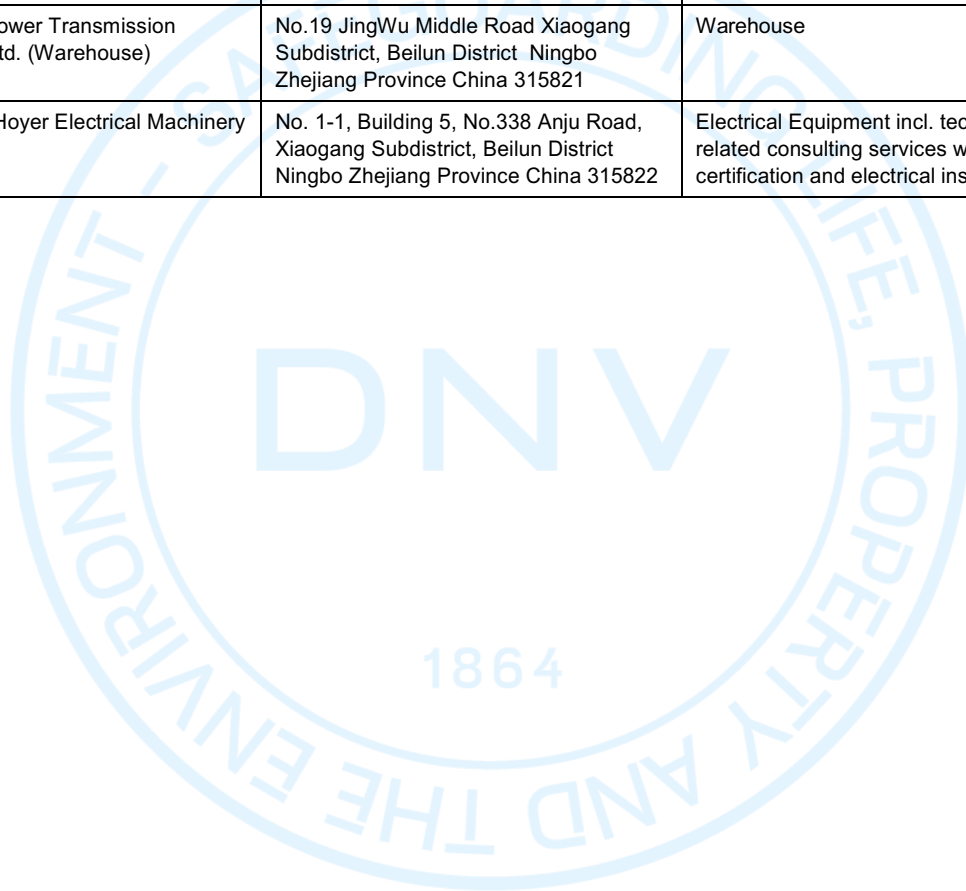 ower Transmission
td. (Warehouse)
No.19 JingWu Middle Road Xiaogang
Subdistrict, Beilun District Ningbo
Zhejiang Province China 315821
Warehouse
Hoyer Electrical Machinery
No. 1-1, Building 5, No.338 Anju Road,
Xiaogang Subdistrict, Beilun District
Ningbo Zhejiang Province China 315822
Electrical Equipment incl. tec
related consulting services w
certification and electrical ins
SAFEGUARDING LIFE, PROPERTY AND THE ENVIRONMENT –
DNV
1864